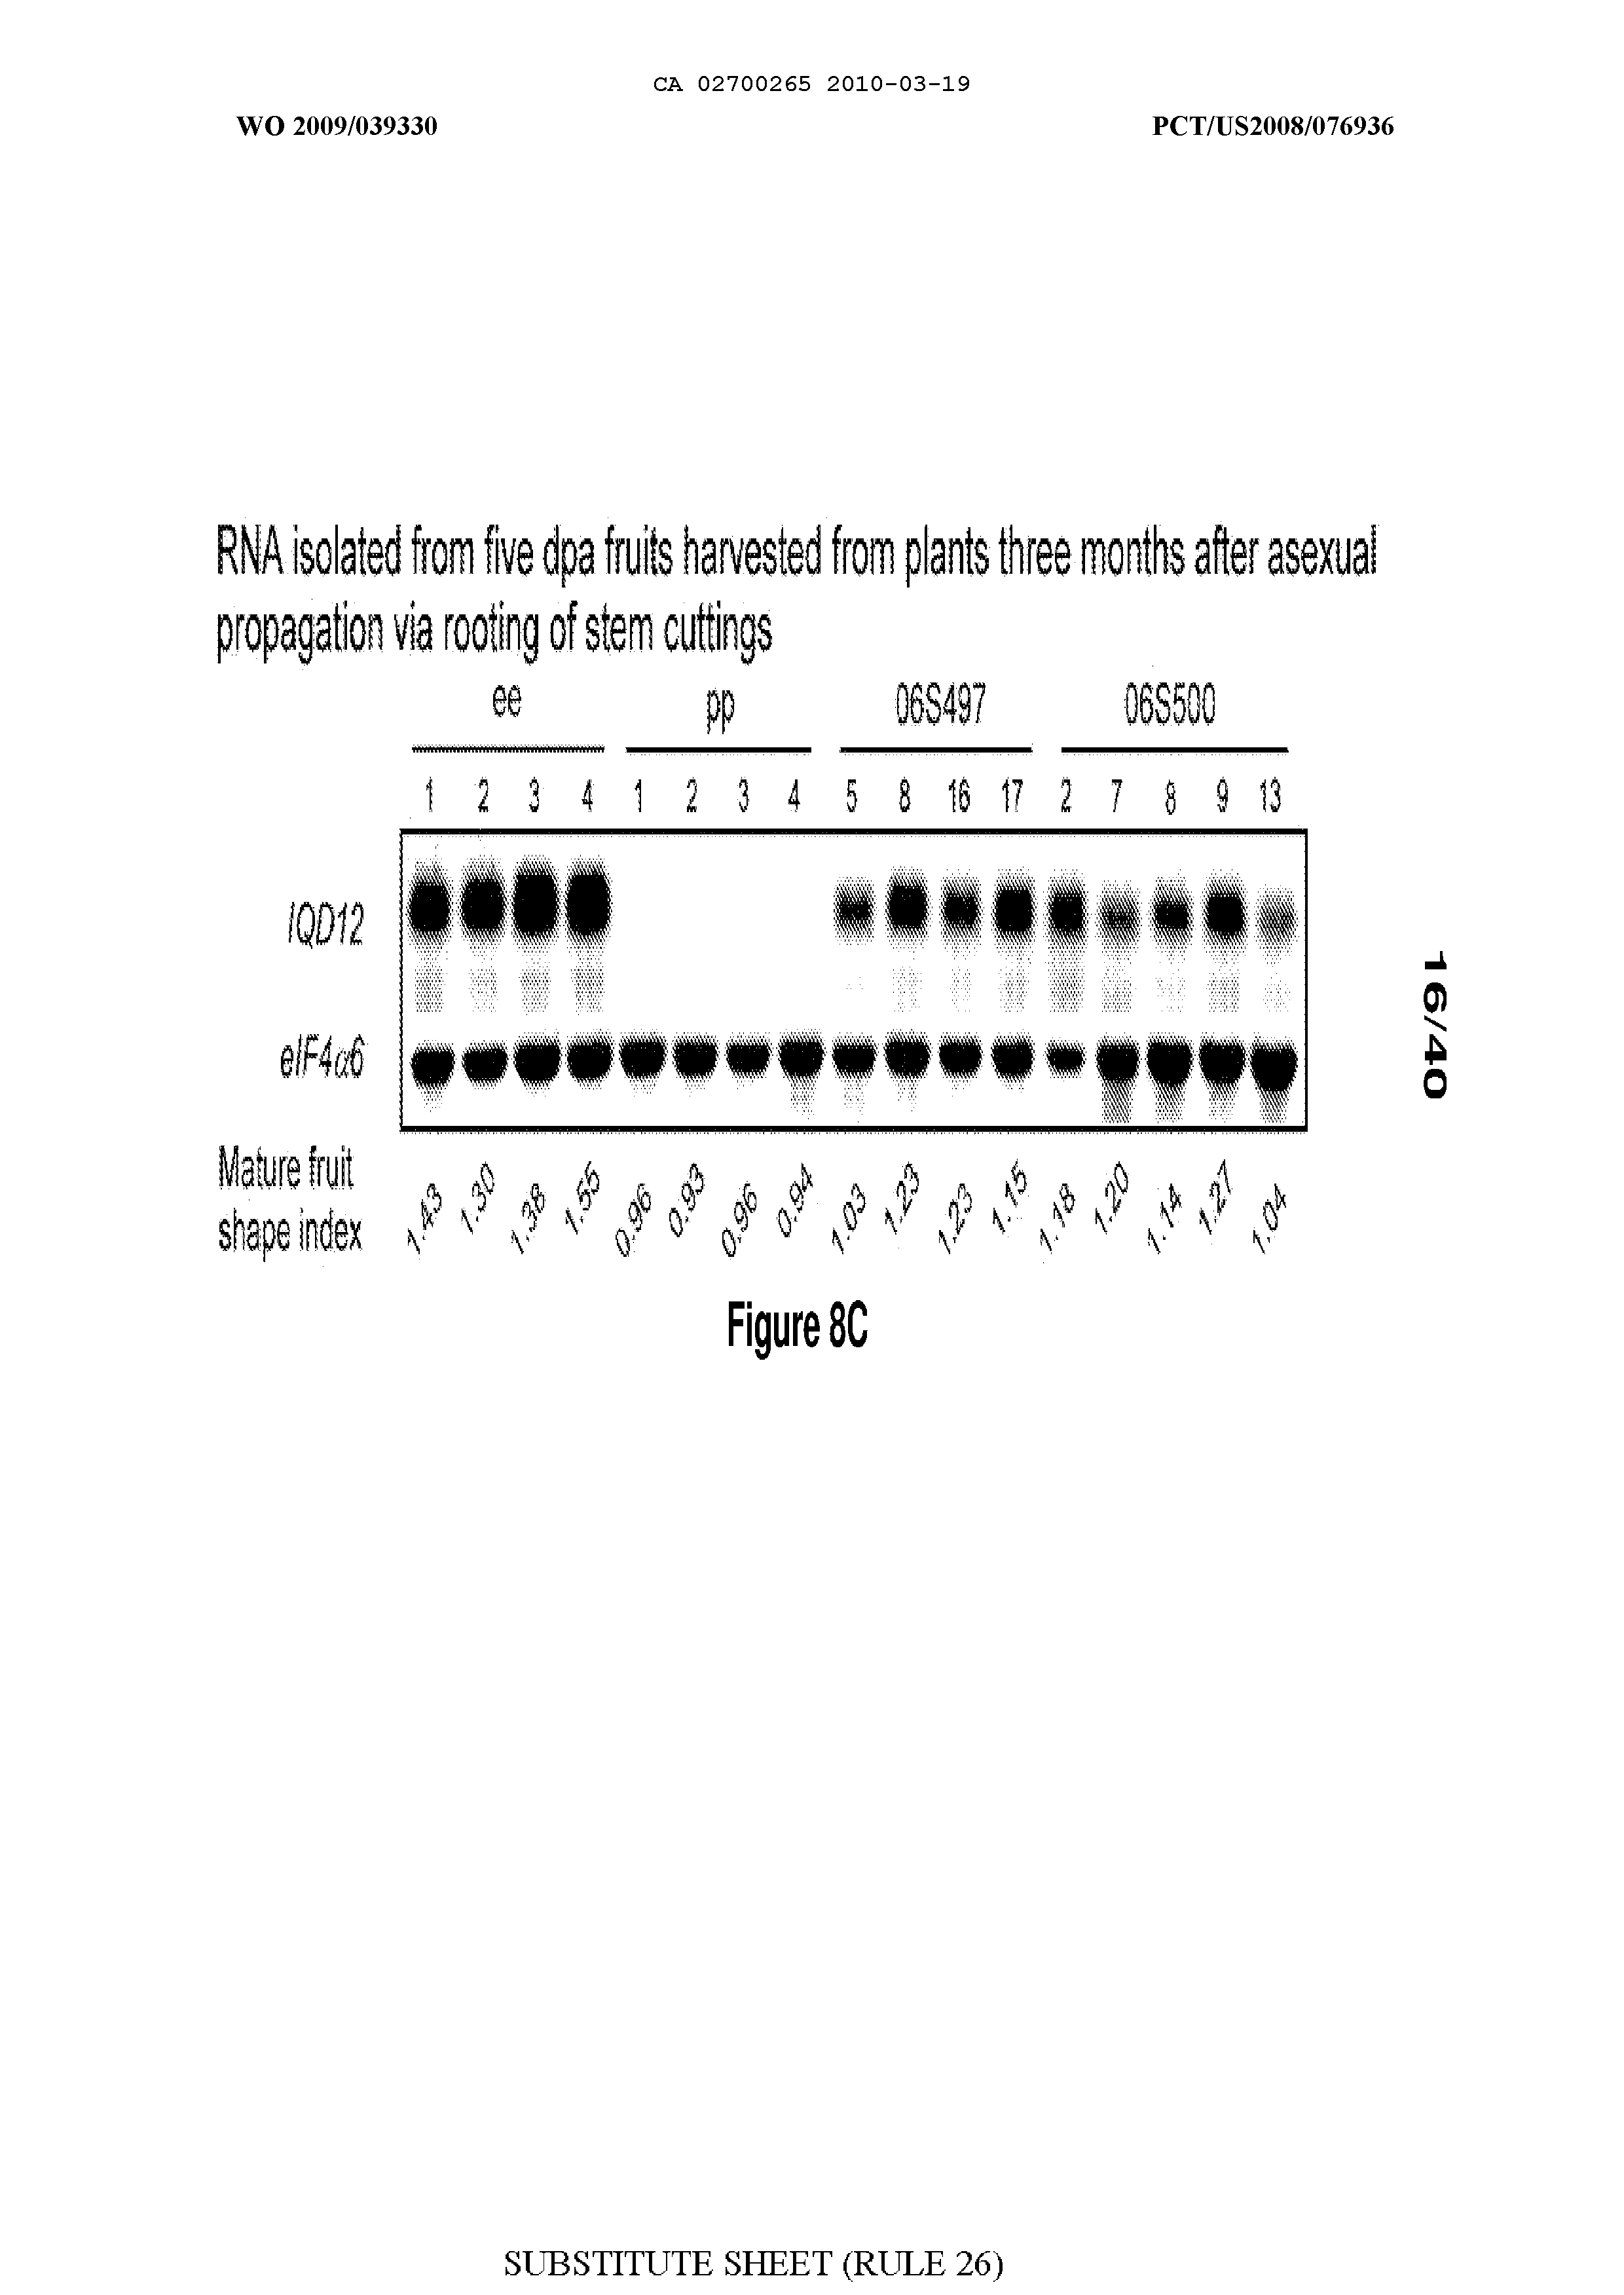 CA 02700265 2010-03-19
WO 2009/039330 PCT/US2008/076936
RNA isolated from five dpa fruits harvested from plants three months after asexual
propagation via rooting of stem cuttings
ee pp 06S497 06S500
1 2 3 4 1 2 3 4 5 8 16 17 2 7 8 9 13
IQD12
eIF4α6
Mature fruit
shape index
1.43 1.30 1.38 1.55 0.96 0.93 0.96 0.94 1.03 1.23 1.23 1.15 1.18 1.20 1.14 1.27 1.04
Figure 8C
16/40
SUBSTITUTE SHEET (RULE 26)